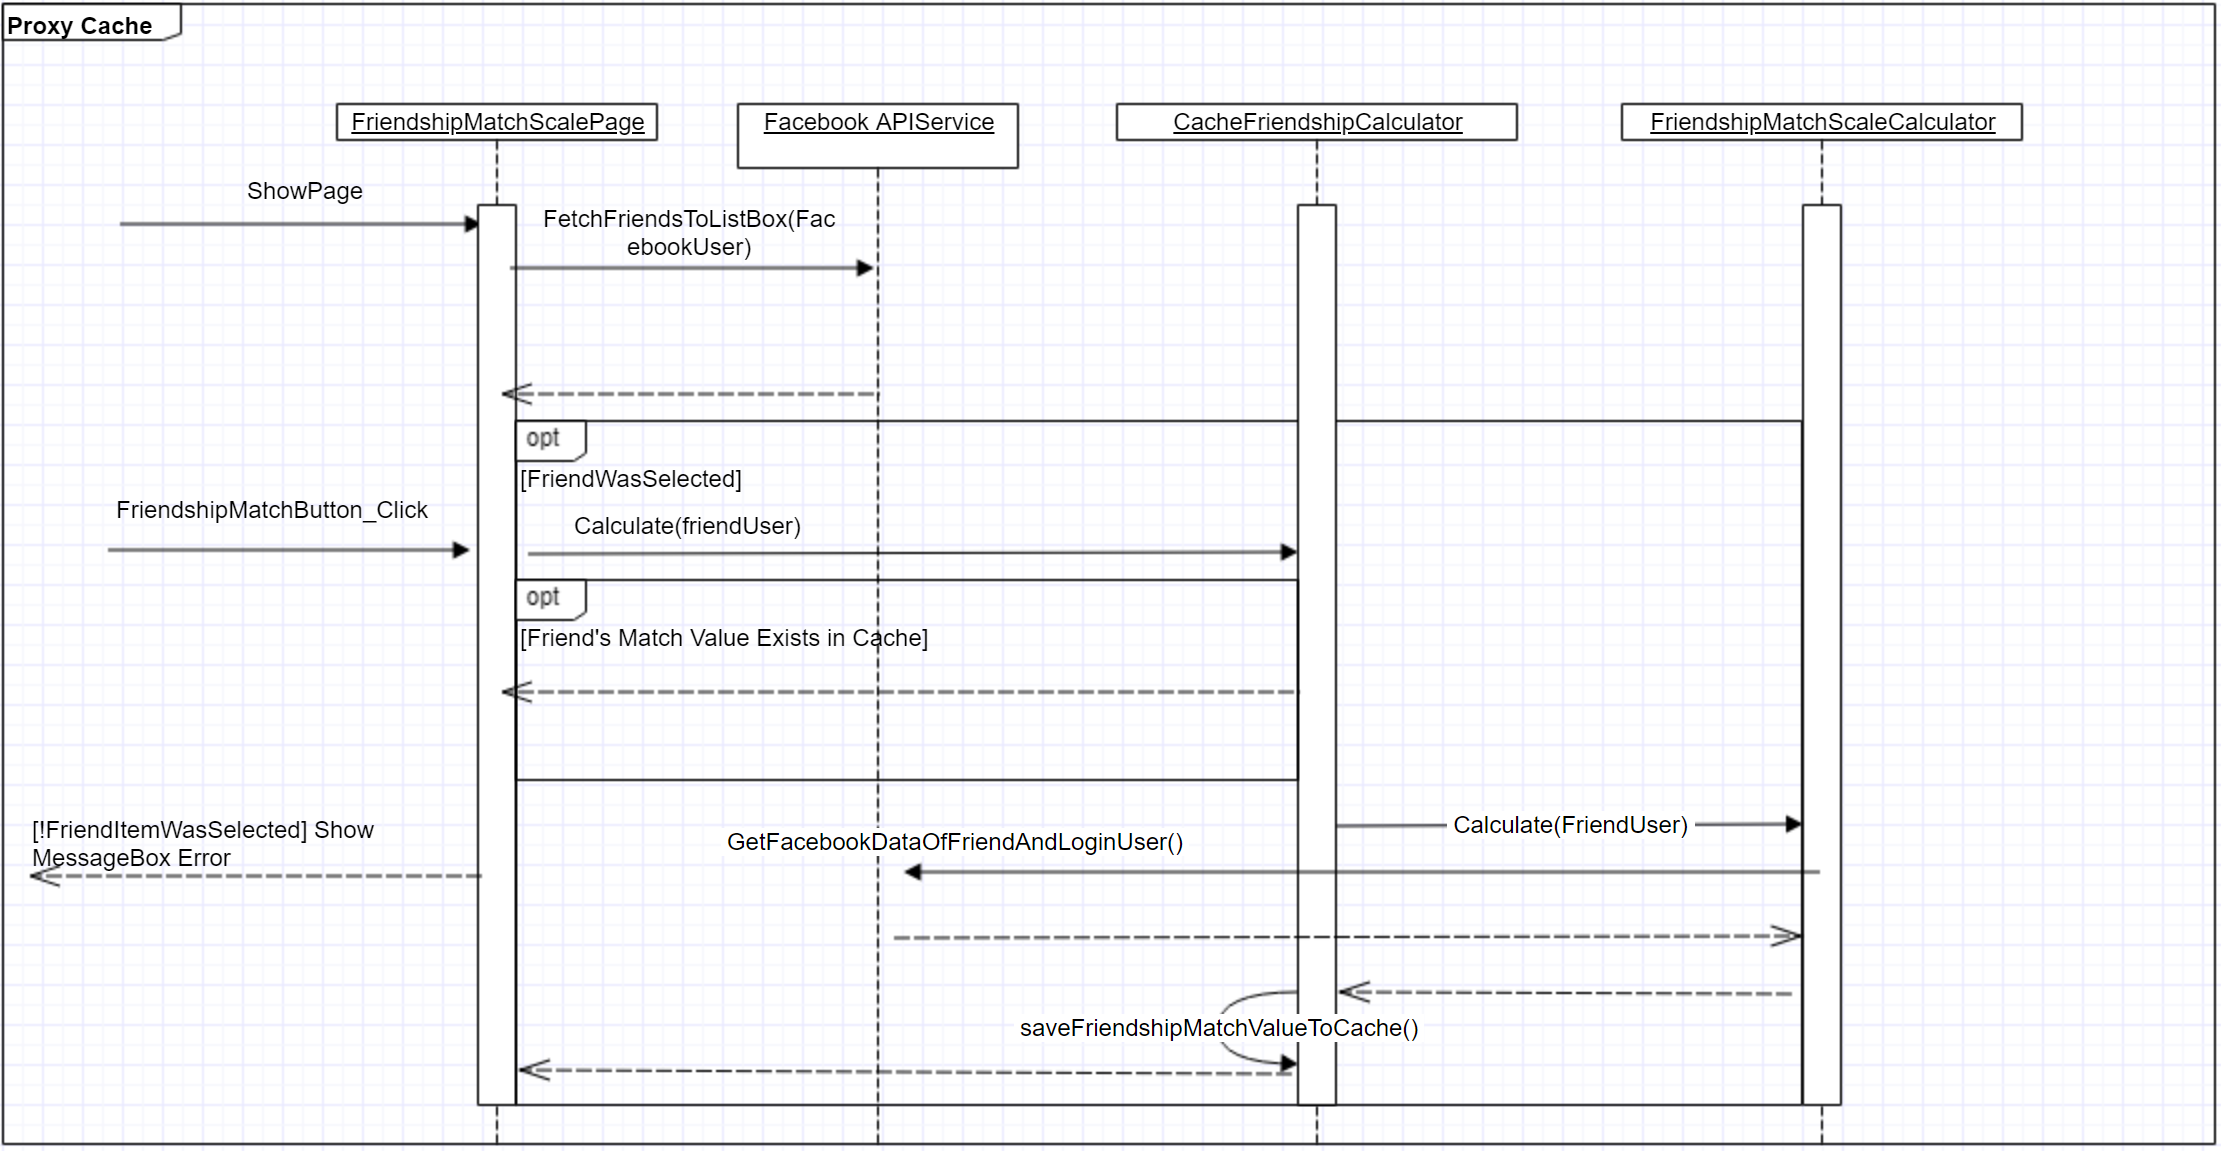 Proxy Cache
FriendshipMatchScalePage
Facebook APIService
CacheFriendshipCalculator
FriendshipMatchScaleCalculator
ShowPage
FetchFriendsToListBox(Fac
ebookUser)
opt
[FriendWasSelected]
FriendshipMatchButton_Click
Calculate(friendUser)
opt
[Friend's Match Value Exists in Cache]
[!FriendItemWasSelected] Show
MessageBox Error
GetFacebookDataOfFriendAndLoginUser()
Calculate(FriendUser)
saveFriendshipMatchValueToCache()